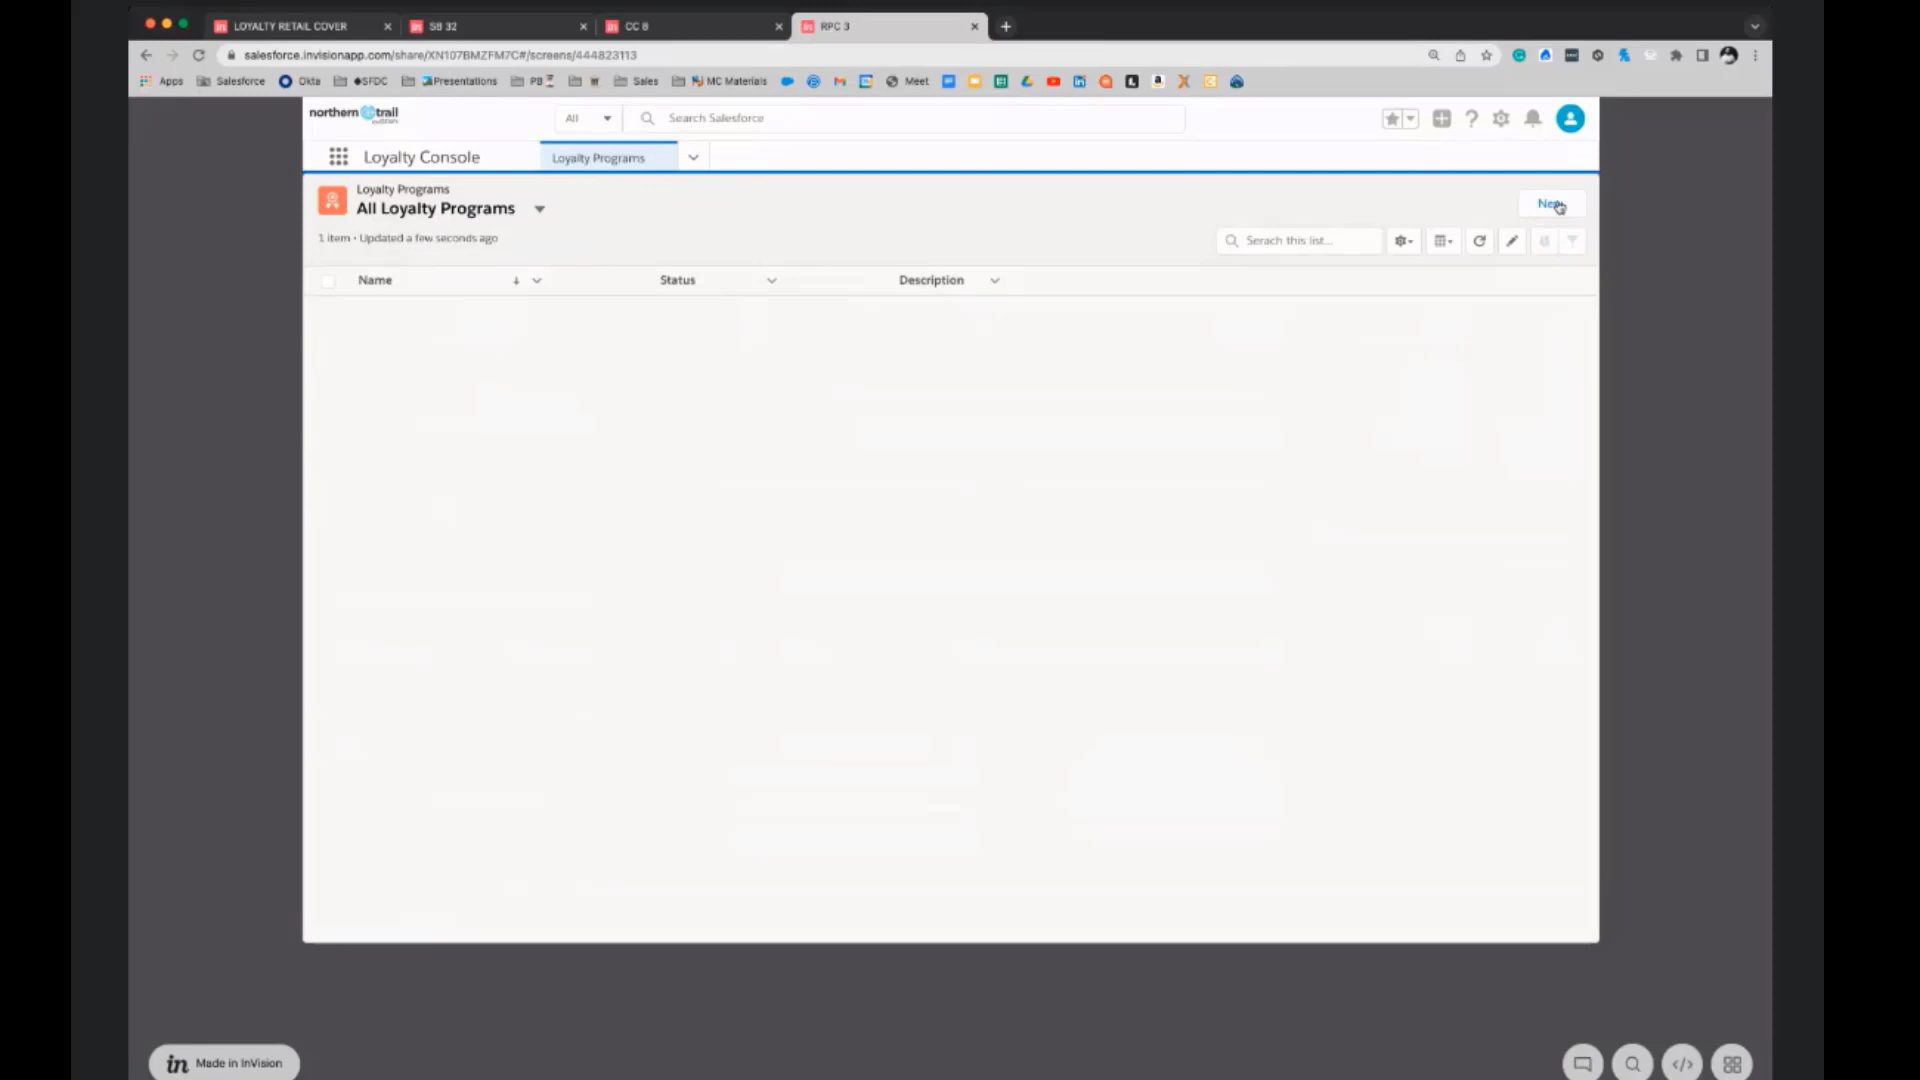 LOYALTY RETAIL COVER
SB 32
CC 8
RPC 3
salesforce.invisionapp.com/share/XN107BMZFM7C#/screens/444823113
Apps
Salesforce
Okta
◆SFDC
Presentations
PB
Sales
MC Materials
Meet
northern trail
All
Search Salesforce
Loyalty Console
Loyalty Programs
Loyalty Programs
All Loyalty Programs
New
1 item • Updated a few seconds ago
Serach this list...
Name
Status
Description
in Made in InVision